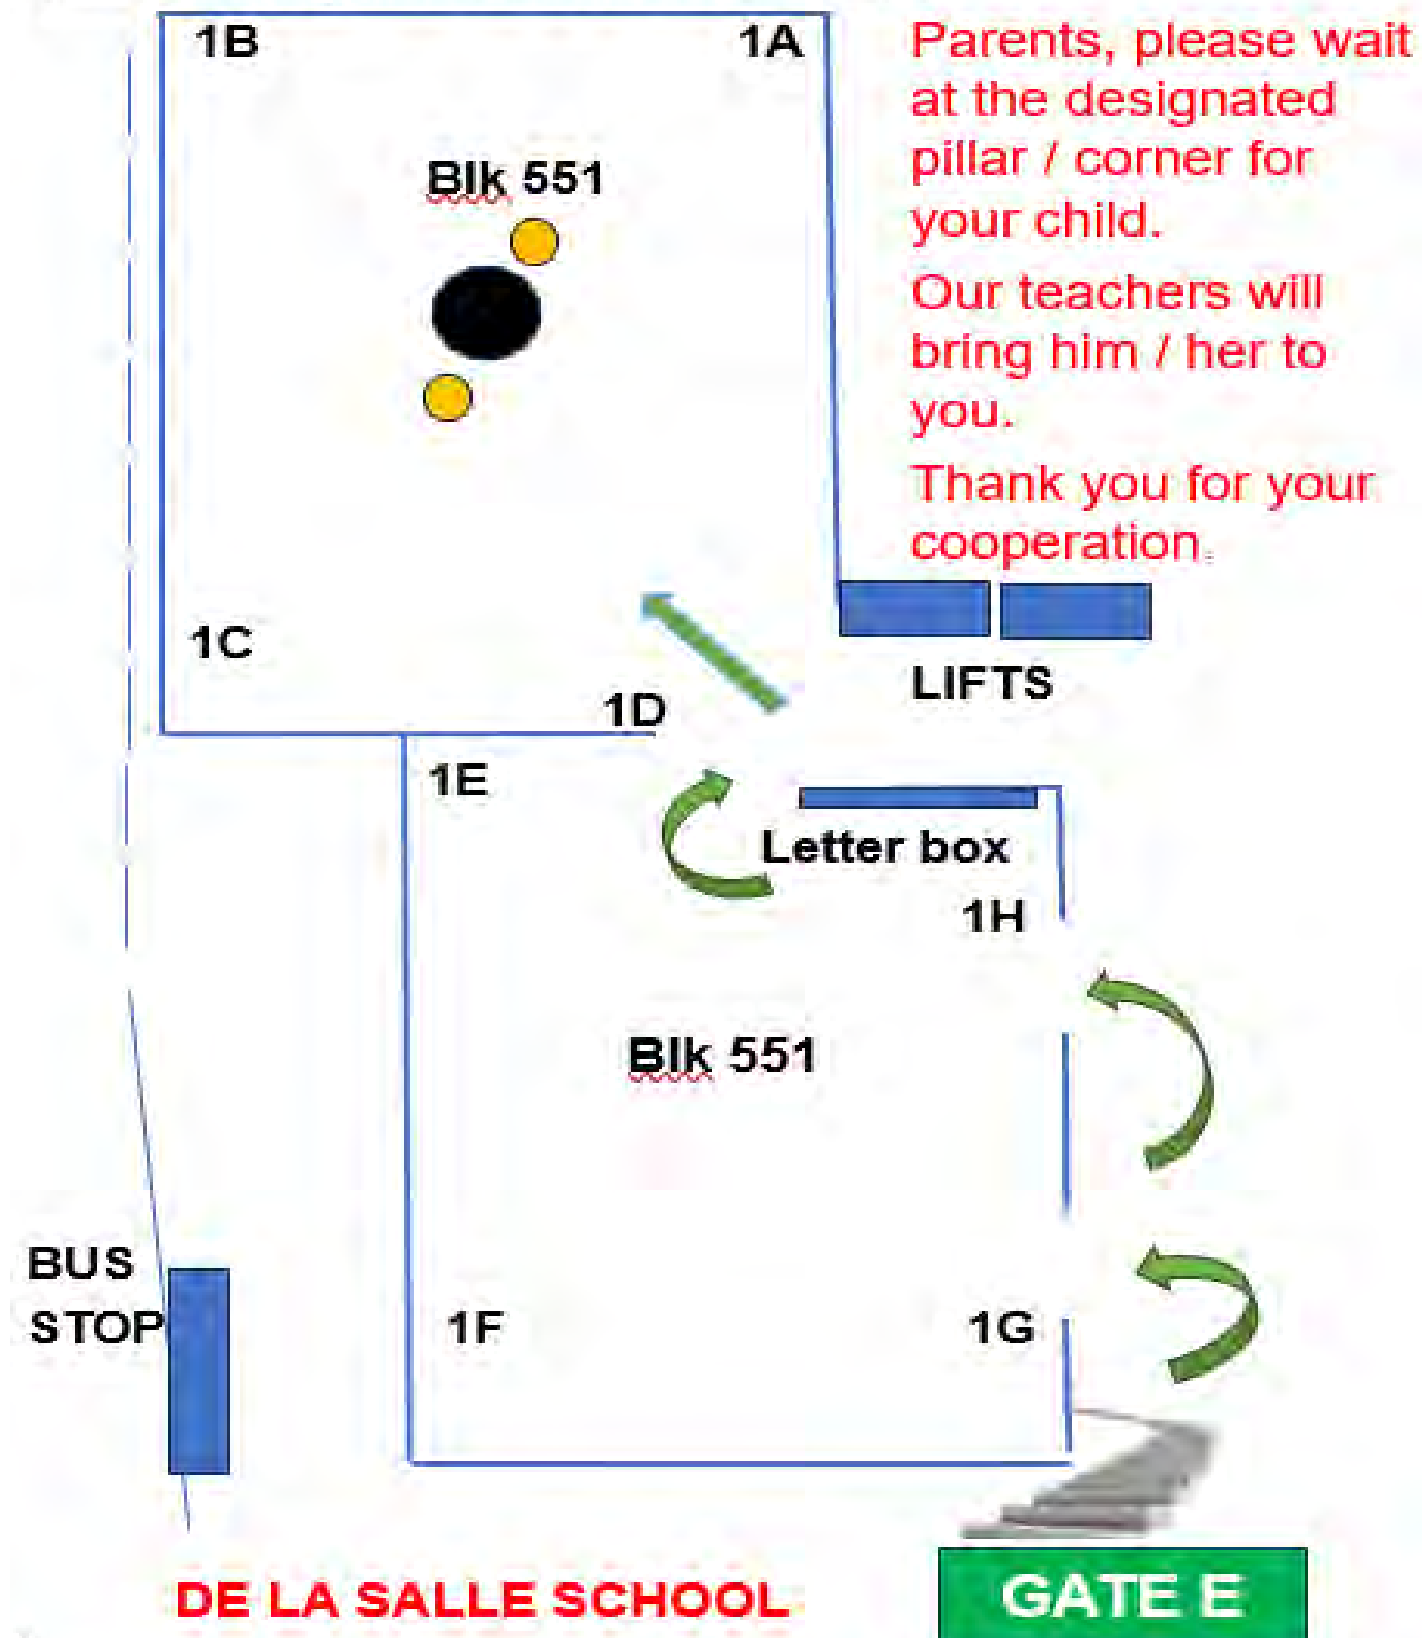 1B
1A
Parents, please wait
at the designated
pillar / corner for
your child.
Our teachers will
bring him / her to
you.
Thank you for your
cooperation.
Blk 551
1C
1D
LIFTS
1E
Letter box
1H
Blk 551
BUS
STOP
1F
1G
DE LA SALLE SCHOOL
GATE E